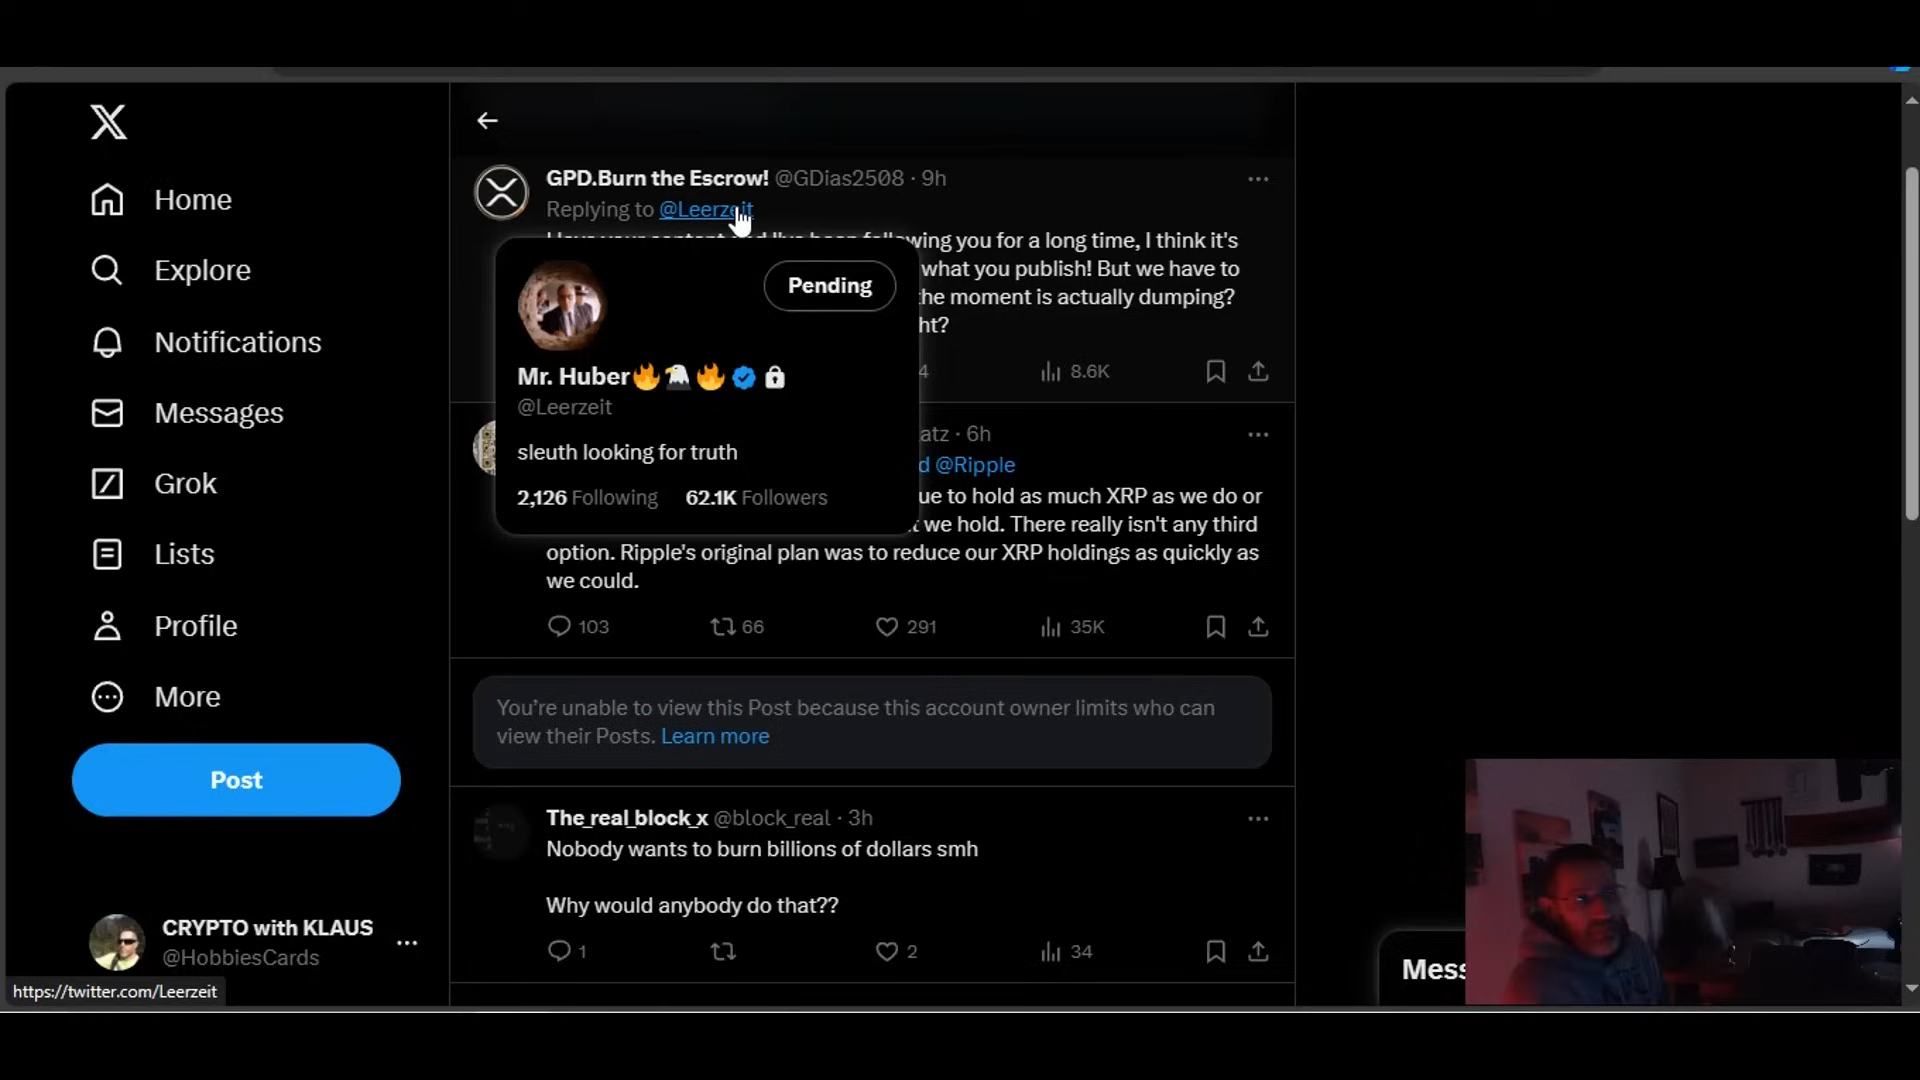 Home
Explore
Notifications
Messages
Grok
Lists
Profile
More
Post
CRYPTO with KLAUS
@HobbiesCards
https://twitter.com/Leerzeit
GPD.Burn the Escrow! @GDias2508 · 9h
Replying to @Leerzeit
following you for a long time, I think it's
what you publish! But we have to
the moment is actually dumping?
8.6K
Pending
Mr. Huber🔥🦅🔥
@Leerzeit
sleuth looking for truth
2,126 Following 62.1K Followers
· 6h
@Ripple
to hold as much XRP as we do or
we hold. There really isn't any third
option. Ripple's original plan was to reduce our XRP holdings as quickly as
we could.
103 66 291 35K
You're unable to view this Post because this account owner limits who can
view their Posts. Learn more
The_real_block_x @block_real · 3h
Nobody wants to burn billions of dollars smh
Why would anybody do that??
1 2 34